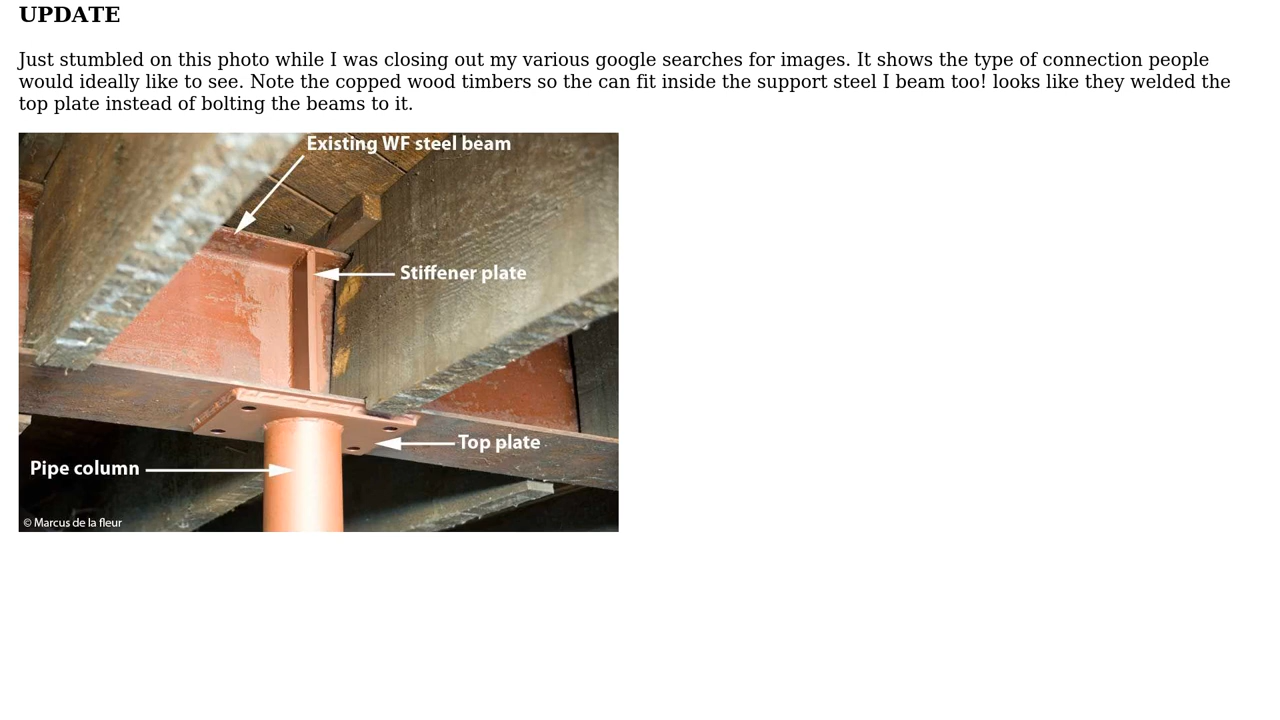 UPDATE
Just stumbled on this photo while I was closing out my various google searches for images. It shows the type of connection people
would ideally like to see. Note the copped wood timbers so the can fit inside the support steel I beam too! looks like they welded the
top plate instead of bolting the beams to it.
Existing WF steel beam
Stiffener plate
Top plate
Pipe column
© Marcus de la fleur